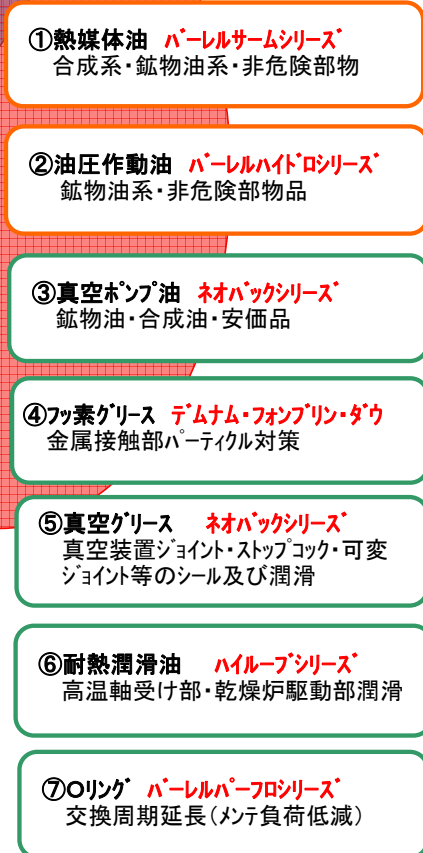 ①熱媒体油 ﾊﾞｰﾚﾙｻｰﾑｼﾘｰｽﾞ
合成系・鉱物油系・非危険部物
②油圧作動油 ﾊﾞｰﾚﾙﾊｲﾄﾞﾛｼﾘｰｽﾞ
鉱物油系・非危険部物品
③真空ﾎﾟﾝﾌﾟ油 ﾈｵﾊﾞｯｸｼﾘｰｽﾞ
鉱物油・合成油・安価品
④ﾌｯ素ｸﾞﾘｰｽ ﾃﾞﾑﾅﾑ・ﾌｫﾝﾌﾞﾘﾝ・ﾀﾞｳ
金属接触部ﾊﾟｰﾃｨｸﾙ対策
⑤真空ｸﾞﾘｰｽ ﾈｵﾊﾞｯｸｼﾘｰｽﾞ
真空装置ｼﾞｮｲﾝﾄ・ｽﾄｯﾌﾟｺｯｸ・可変
ｼﾞｮｲﾝﾄ等のシール及び潤滑
⑥耐熱潤滑油 ﾊｲﾙｰﾌﾞｼﾘｰｽﾞ
高温軸受け部・乾燥炉駆動部潤滑
⑦Oﾘﾝｸﾞ ﾊﾞｰﾚﾙﾊﾟｰﾌﾛｼﾘｰｽﾞ
交換周期延長（ﾒﾝﾃ負荷低減）